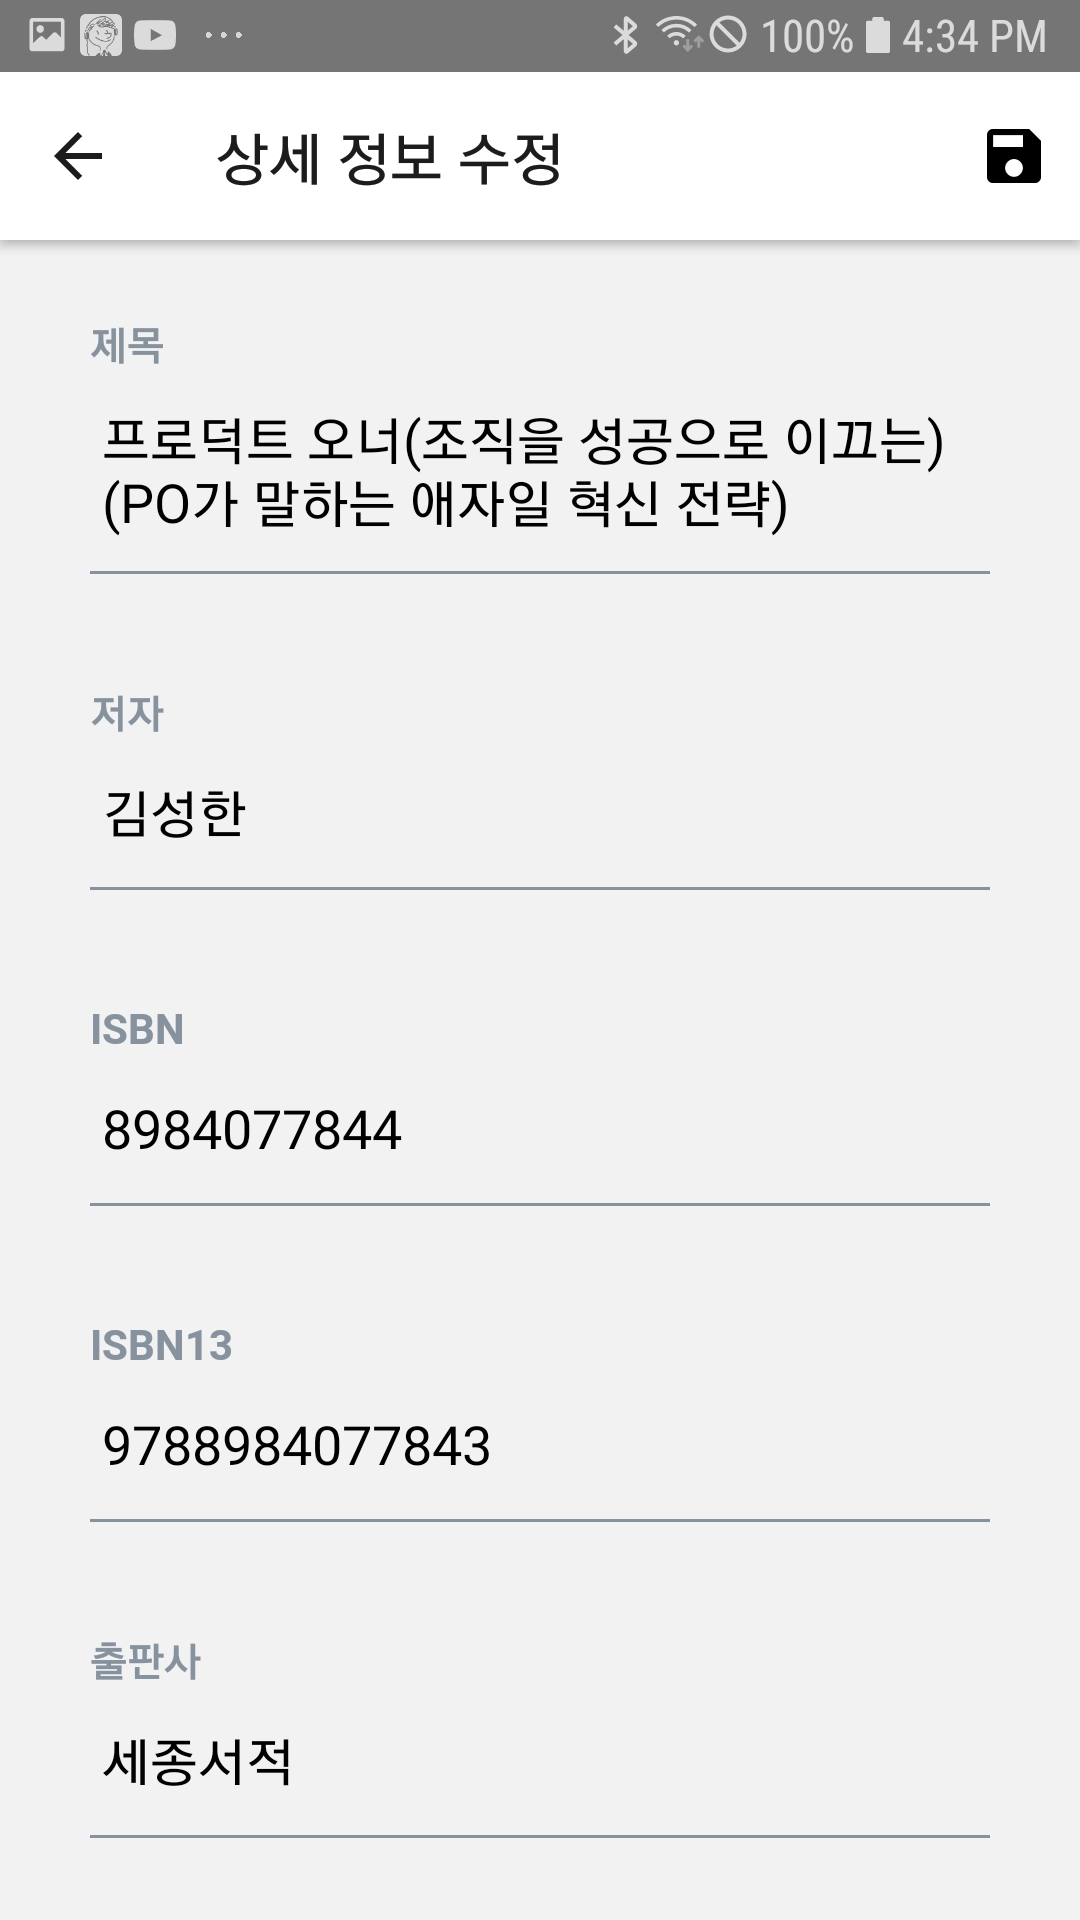 100% 4:34 PM
상세 정보 수정
제목
프로덕트 오너(조직을 성공으로 이끄는)
(PO가 말하는 애자일 혁신 전략)
저자
김성한
ISBN
8984077844
ISBN13
9788984077843
출판사
세종서적